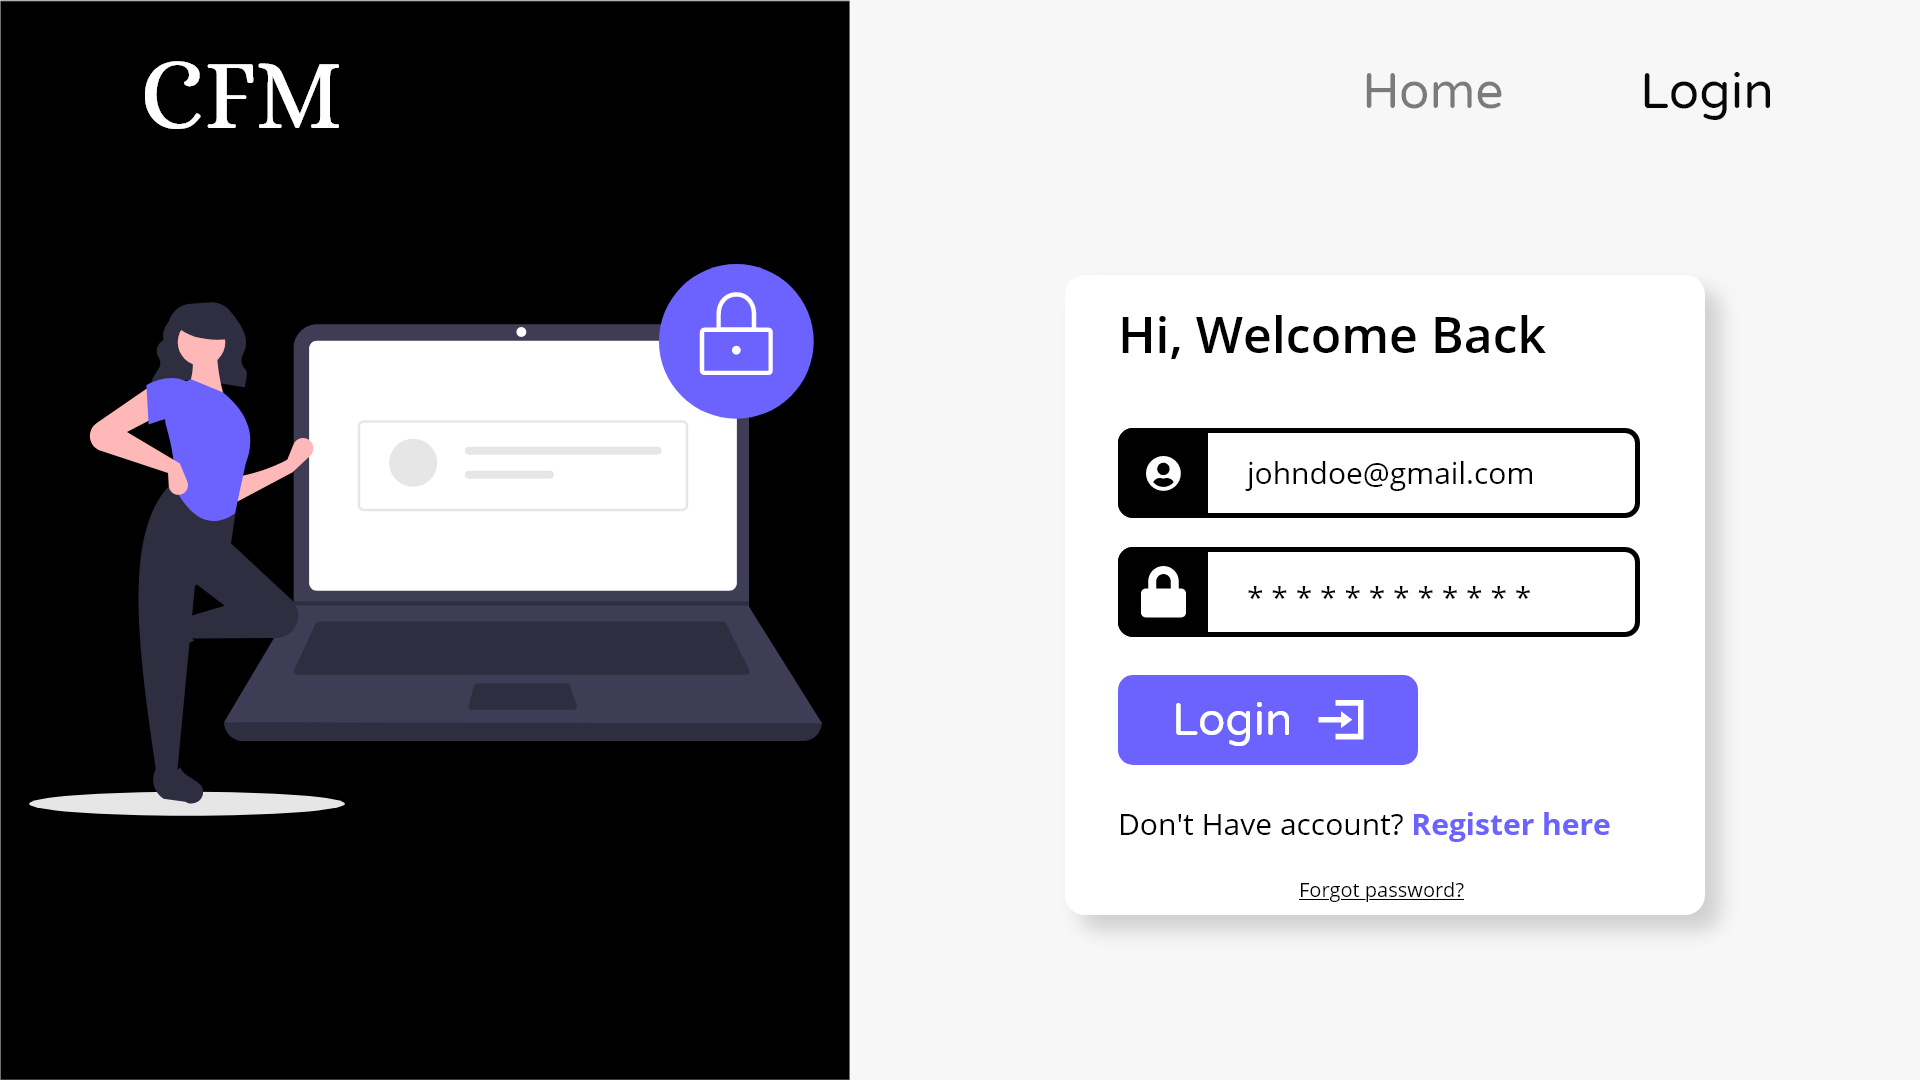 CFM
Home
Login
Hi, Welcome Back
johndoe@gmail.com
* * * * * * * * * * * *
Login
Don't Have account? Register here
Forgot password?